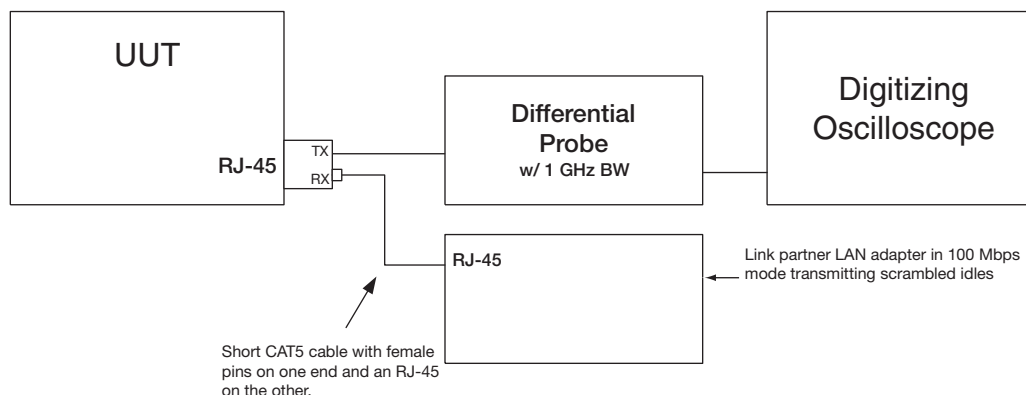 UUT
Digitizing
Oscilloscope
Differential
Probe
w/ 1 GHz BW
TX
RJ-45
RX
RJ-45
Link partner LAN adapter in 100 Mbps
mode transmitting scrambled idles
Short CAT5 cable with female
pins on one end and an RJ-45
on the other.